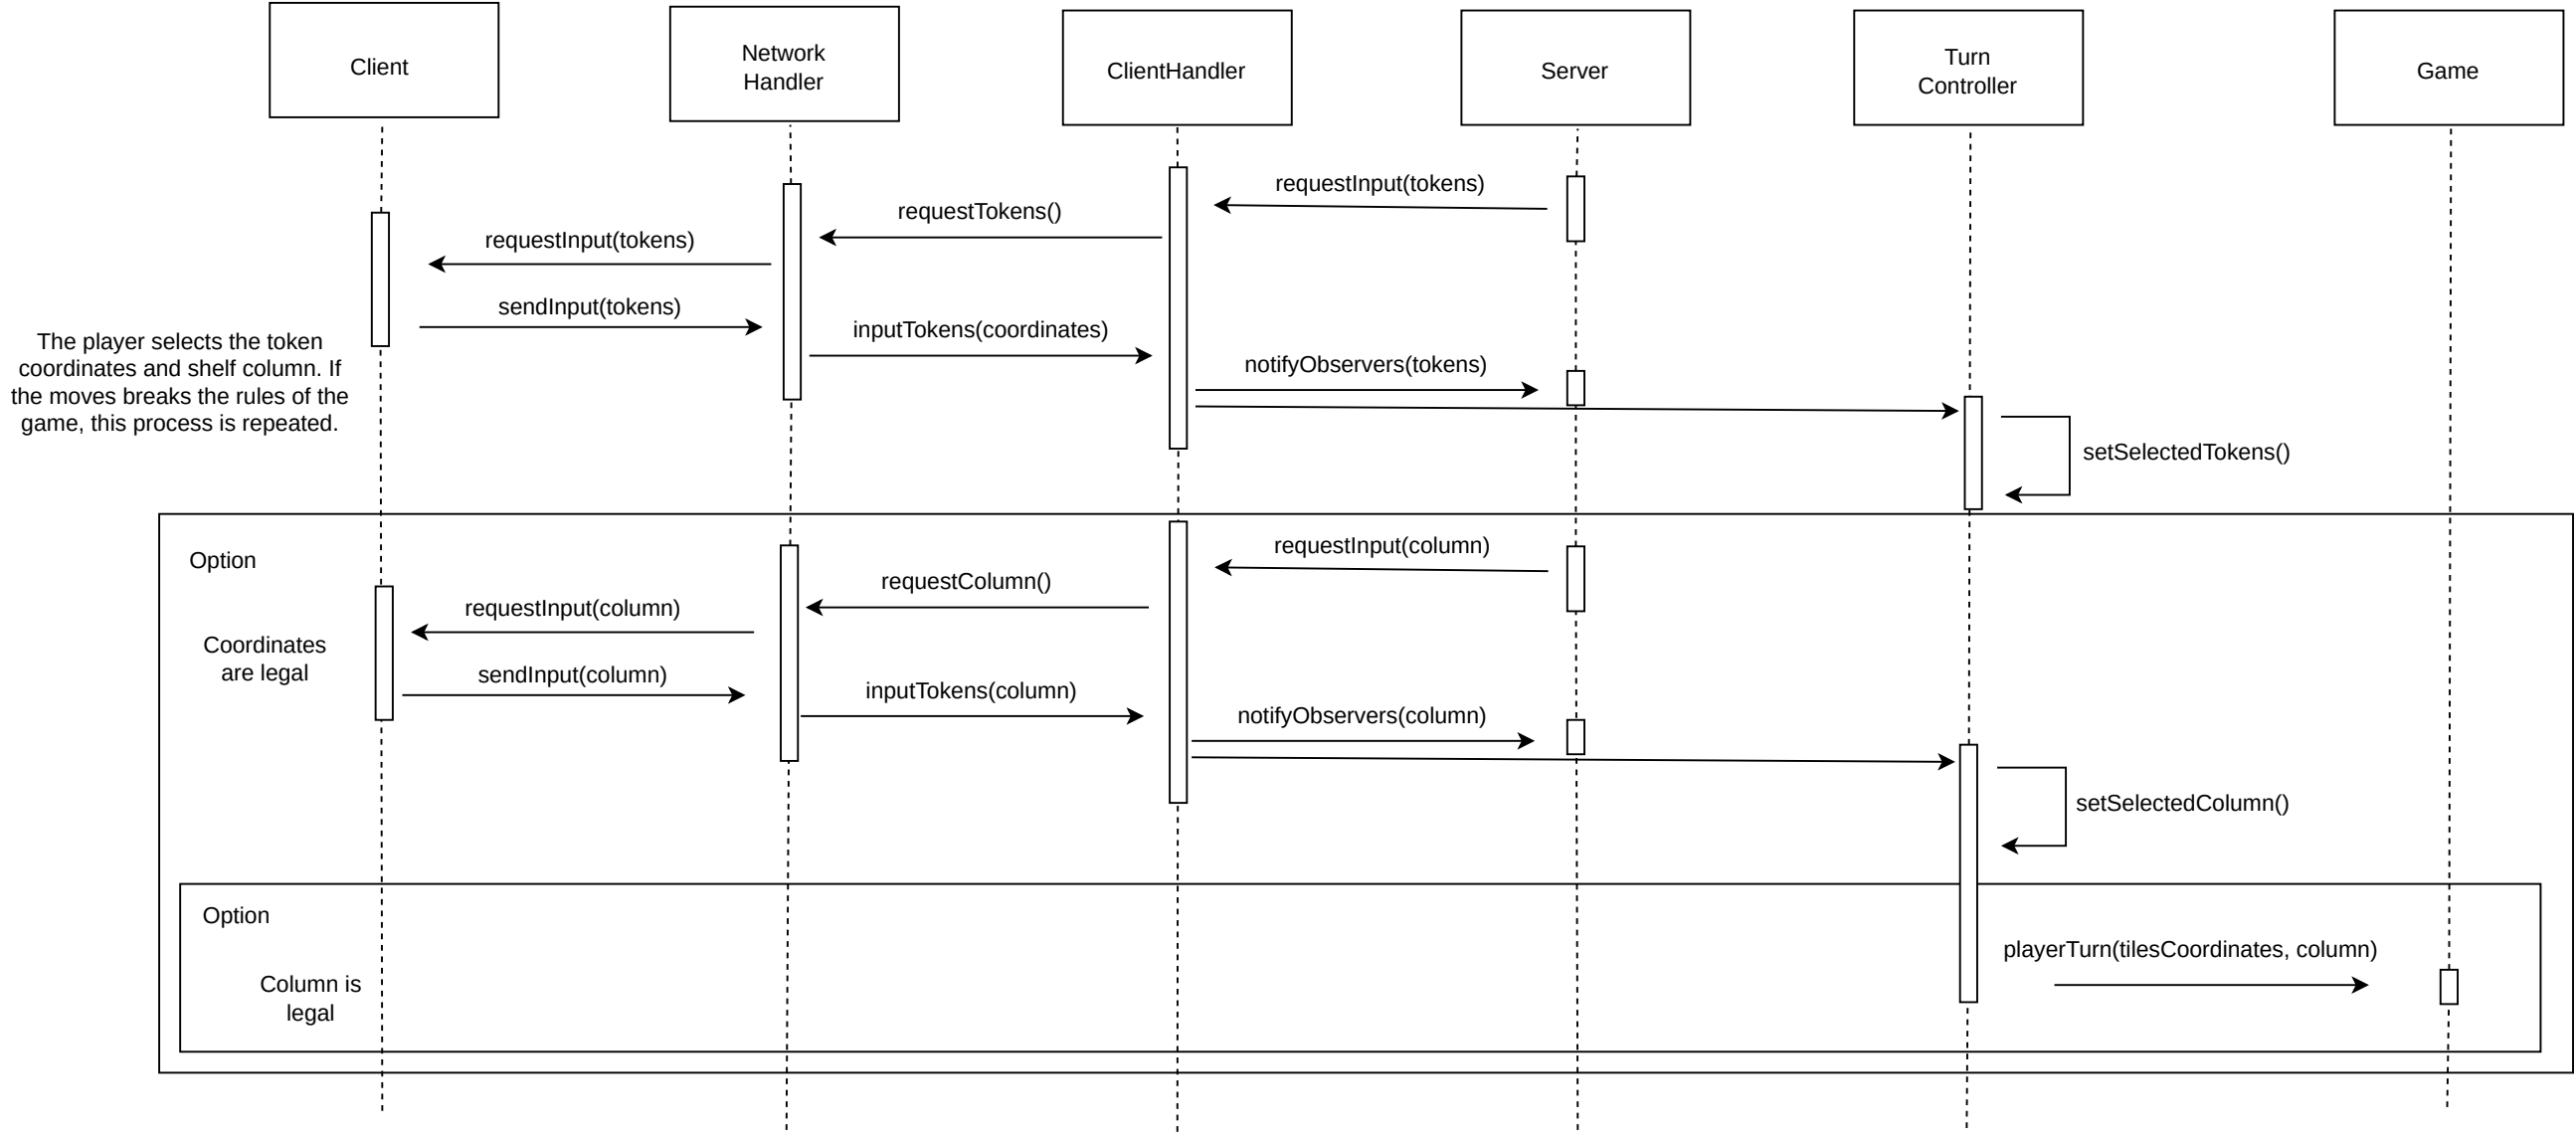 Client
Network
Handler
ClientHandler
Server
Turn
Controller
Game
requestInput(tokens)
requestTokens()
requestInput(tokens)
sendInput(tokens)
inputTokens(coordinates)
The player selects the token
coordinates and shelf column. If
the moves breaks the rules of the
game, this process is repeated.
notifyObservers(tokens)
setSelectedTokens()
Option
requestInput(column)
requestColumn()
requestInput(column)
Coordinates
are legal
sendInput(column)
inputTokens(column)
notifyObservers(column)
setSelectedColumn()
Option
playerTurn(tilesCoordinates, column)
Column is
legal